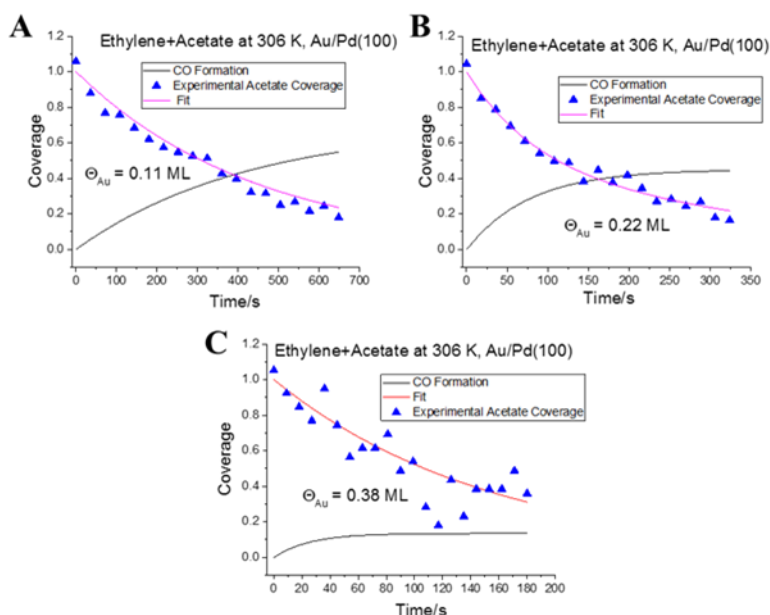 A
Ethylene+Acetate at 306 K, Au/Pd(100)
CO Formation
Experimental Acetate Coverage
Fit
Θ_Au = 0.11 ML
Coverage
1.2
1.0
0.8
0.6
0.4
0.2
0.0
0 100 200 300 400 500 600 700
Time/s
B
Ethylene+Acetate at 306 K, Au/Pd(100)
CO Formation
Experimental Acetate Coverage
Fit
Θ_Au = 0.22 ML
Coverage
1.2
1.0
0.8
0.6
0.4
0.2
0.0
0 50 100 150 200 250 300 350
Time/s
C
Ethylene+Acetate at 306 K, Au/Pd(100)
CO Formation
Fit
Experimental Acetate Coverage
Θ_Au = 0.38 ML
Coverage
1.2
1.0
0.8
0.6
0.4
0.2
0.0
0 20 40 60 80 100 120 140 160 180 200
Time/s